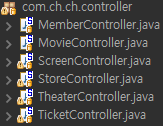 com.ch.ch.controller
MemberController.java
MovieController.java
ScreenController.java
StoreController.java
TheaterController.java
TicketController.java